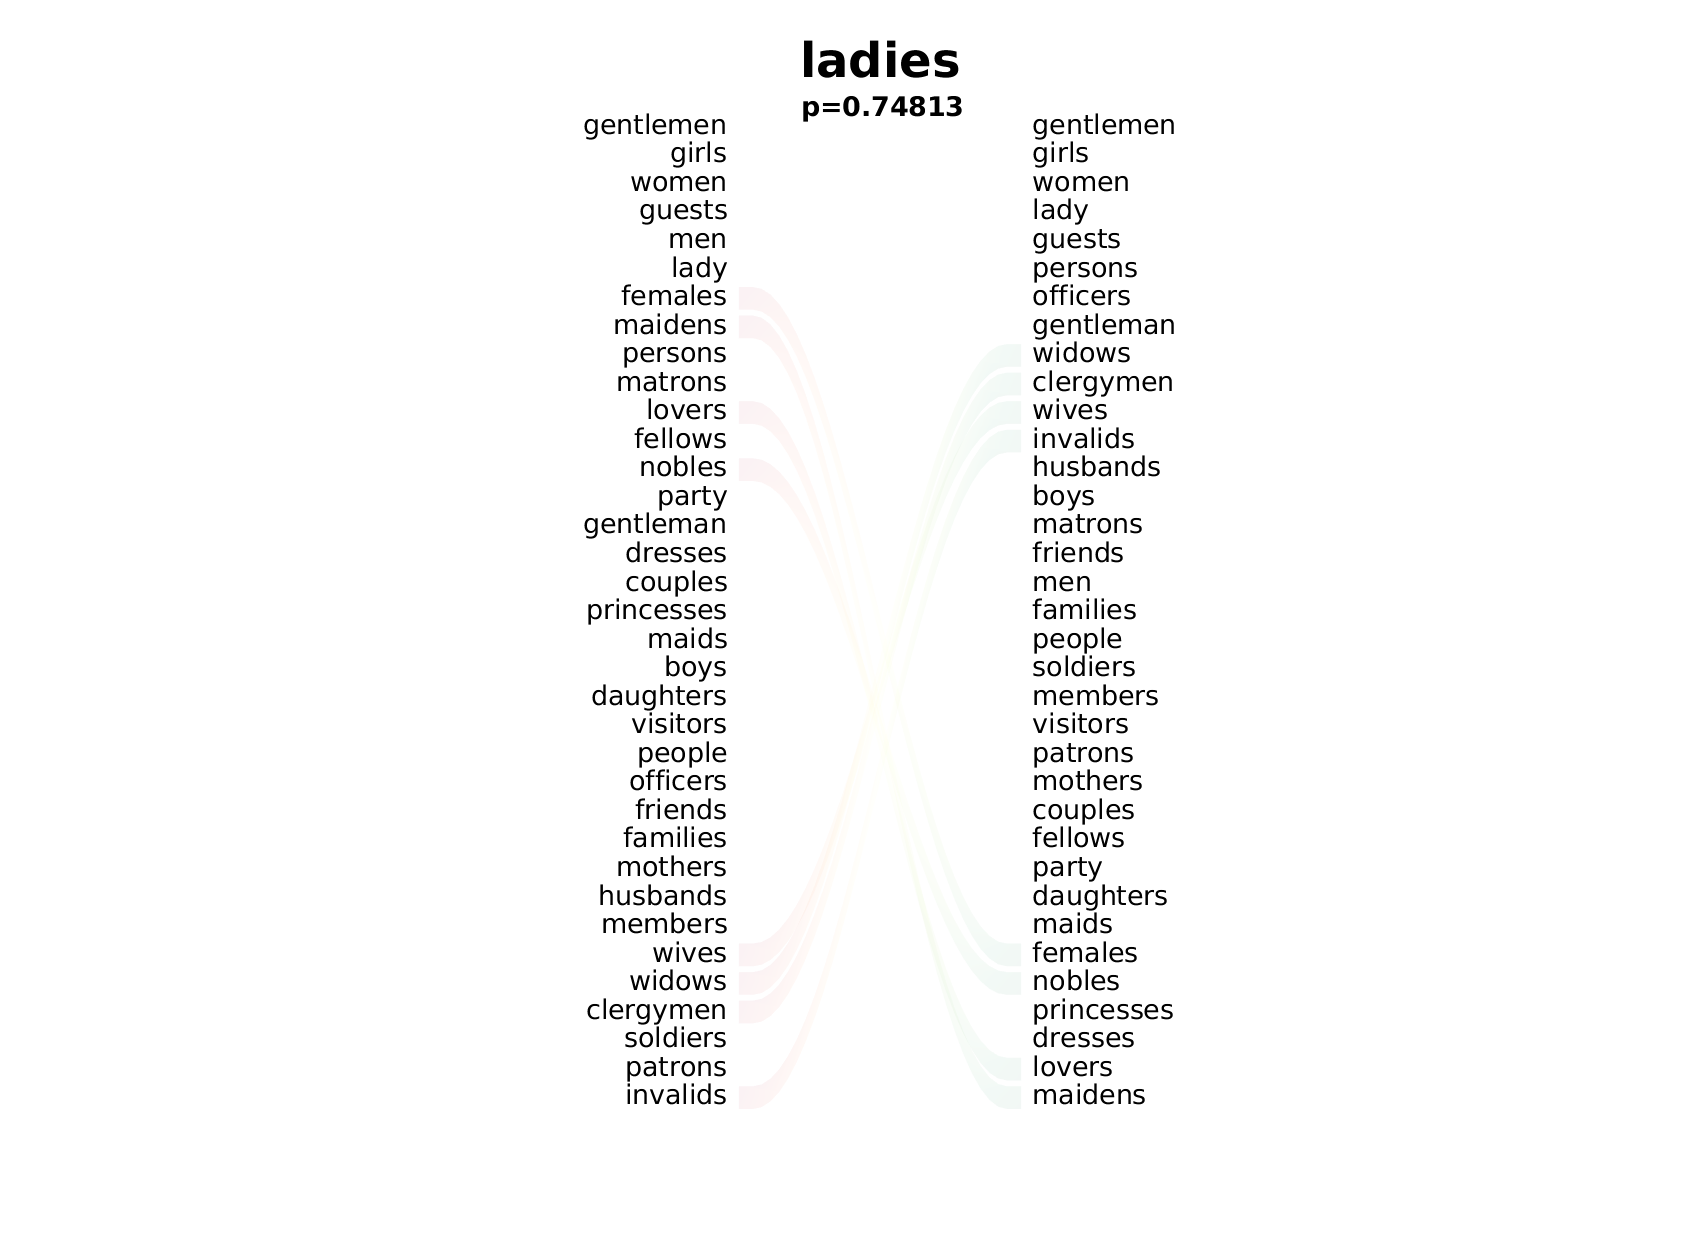 ladies
p=0.74813
gentlemen gentlemen
girls girls
women women
guests lady
men guests
lady persons
females officers
maidens gentleman
persons widows
matrons clergymen
lovers wives
fellows invalids
nobles husbands
party boys
gentleman matrons
dresses friends
couples men
princesses families
maids people
boys soldiers
daughters members
visitors visitors
people patrons
officers mothers
friends couples
families fellows
mothers party
husbands daughters
members maids
wives females
widows nobles
clergymen princesses
soldiers dresses
patrons lovers
invalids maidens